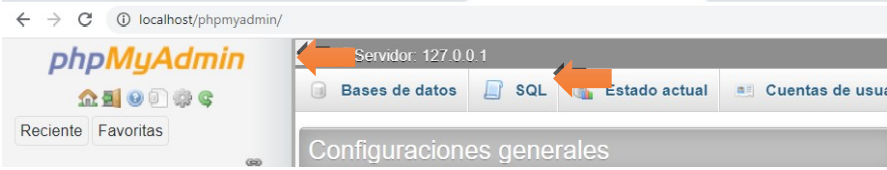 localhost/phpmyadmin/
phpMyAdmin
Reciente Favoritas
Servidor: 127.0.0.1
Bases de datos SQL Estado actual Cuentas de
Configuraciones generales